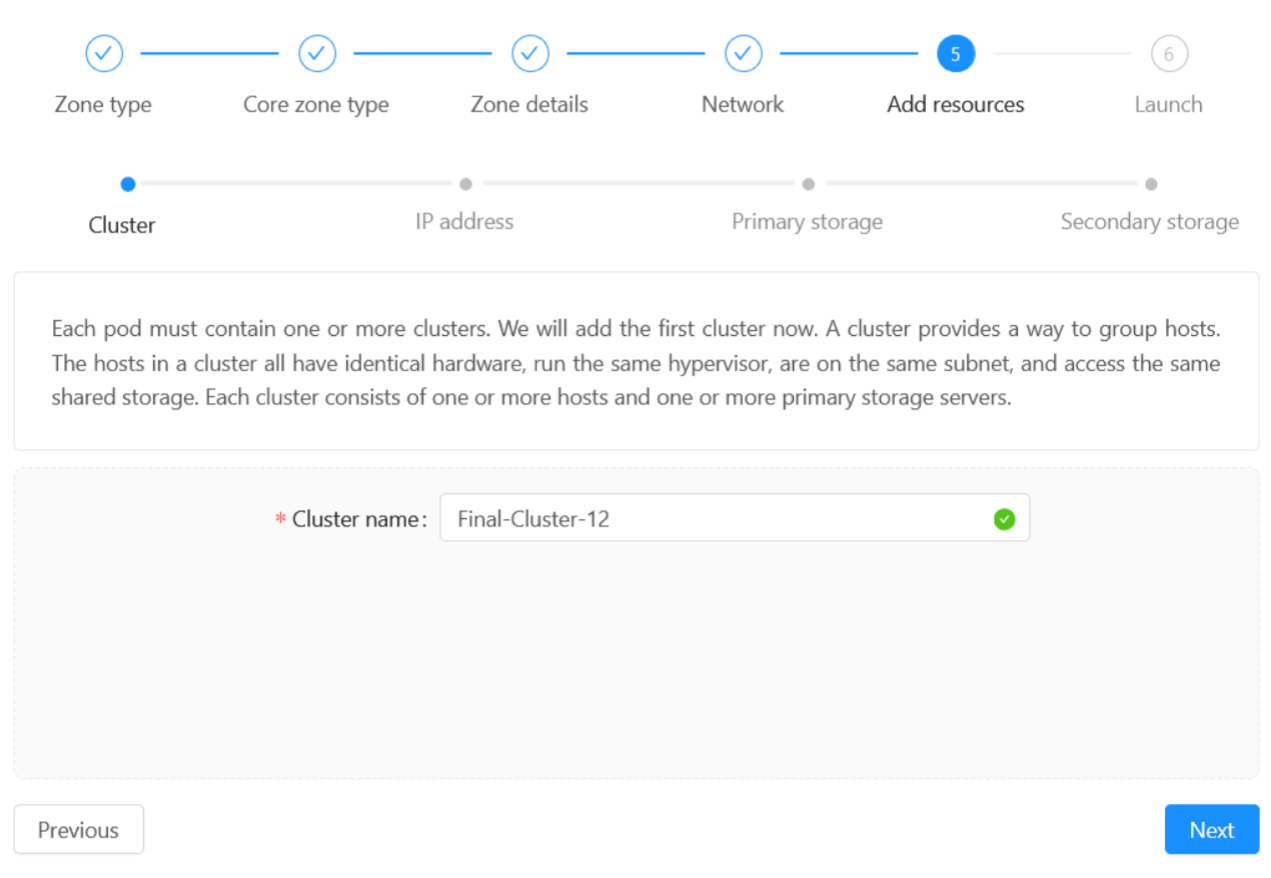 Zone type
Core zone type
Zone details
Network
5
Add resources
6
Launch
Cluster
IP address
Primary storage
Secondary storage
Each pod must contain one or more clusters. We will add the first cluster now. A cluster provides a way to group hosts.
The hosts in a cluster all have identical hardware, run the same hypervisor, are on the same subnet, and access the same
shared storage. Each cluster consists of one or more hosts and one or more primary storage servers.
* Cluster name: Final-Cluster-12
Previous
Next